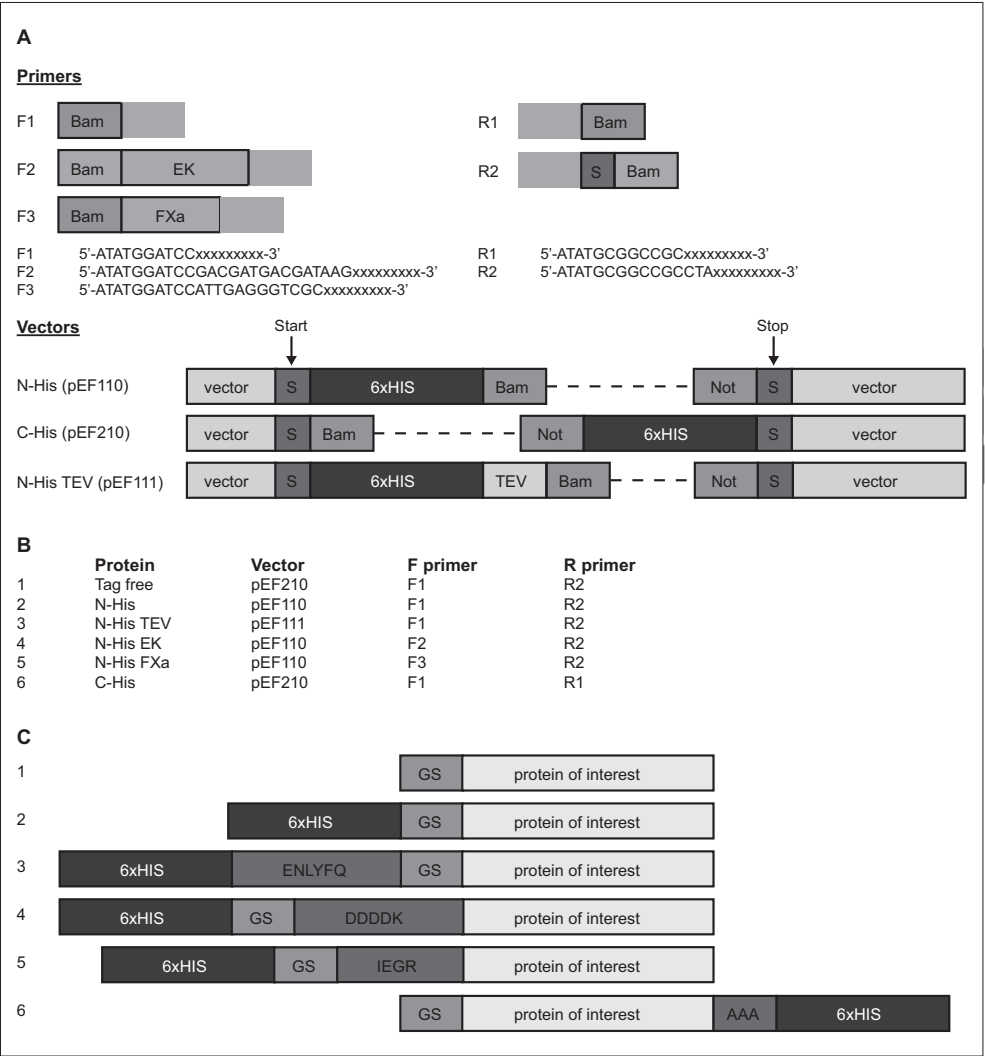 A
Primers
F1 Bam R1 Bam
F2 Bam EK R2 S Bam
F3 Bam FXa
F1 5'-ATATGGATCCxxxxxxxxx-3' R1 5'-ATATGCGGCCGCxxxxxxxxx-3'
F2 5'-ATATGGATCCGACGATGACGATAAGxxxxxxxxx-3' R2 5'-ATATGCGGCCGCCTAxxxxxxxxx-3'
F3 5'-ATATGGATCCATTGAGGGTCGCxxxxxxxxx-3'
Vectors Start Stop
N-His (pEF110) vector S 6xHIS Bam Not S vector
C-His (pEF210) vector S Bam Not 6xHIS S vector
N-His TEV (pEF111) vector S 6xHIS TEV Bam Not S vector
B
Protein Vector F primer R primer
1 Tag free pEF210 F1 R2
2 N-His pEF110 F1 R2
3 N-His TEV pEF111 F1 R2
4 N-His EK pEF110 F2 R2
5 N-His FXa pEF110 F3 R2
6 C-His pEF210 F1 R1
C
1 GS protein of interest
2 6xHIS GS protein of interest
3 6xHIS ENLYFQ GS protein of interest
4 6xHIS GS DDDDK protein of interest
5 6xHIS GS IEGR protein of interest
6 GS protein of interest AAA 6xHIS